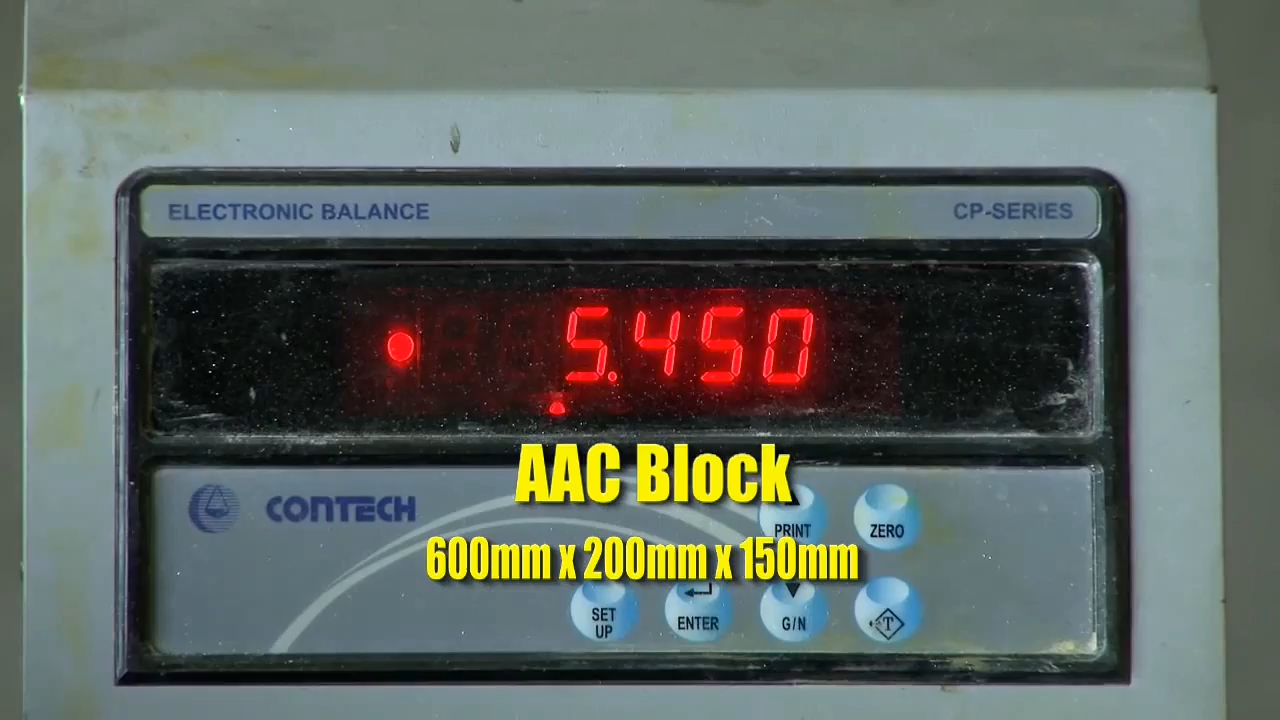 ELECTRONIC BALANCE
CP-SERIES
5.450
AAC Block
CONTECH
PRINT
ZERO
600mm x 200mm x 150mm
SET UP
ENTER
G/N
T